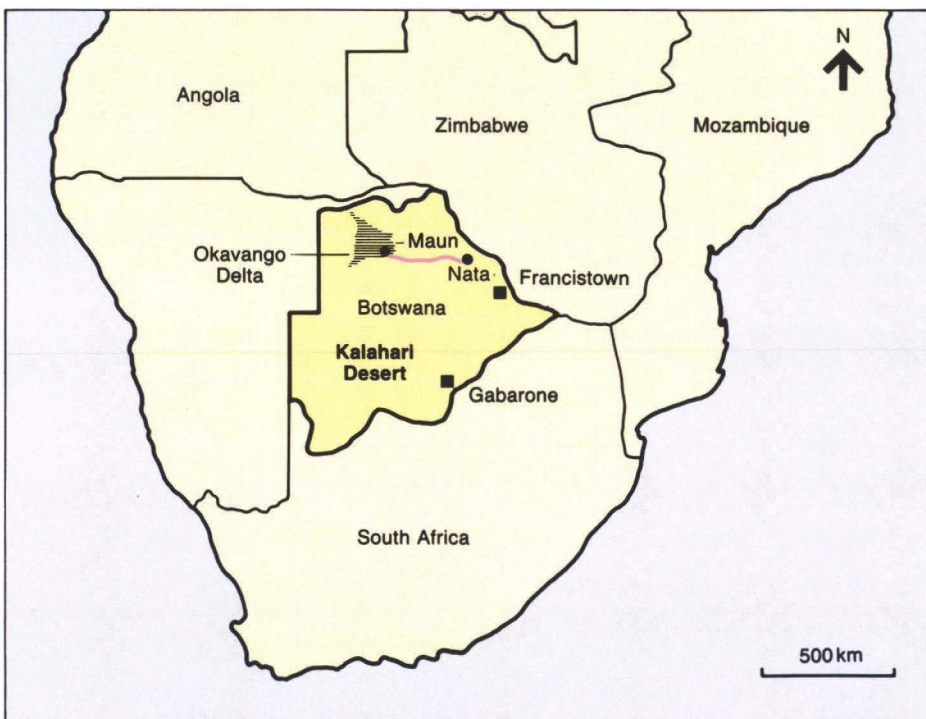 N
Angola
Zimbabwe
Mozambique
Okavango
Delta
Maun
Nata
Francistown
Botswana
Kalahari
Desert
Gabarone
South Africa
500 km